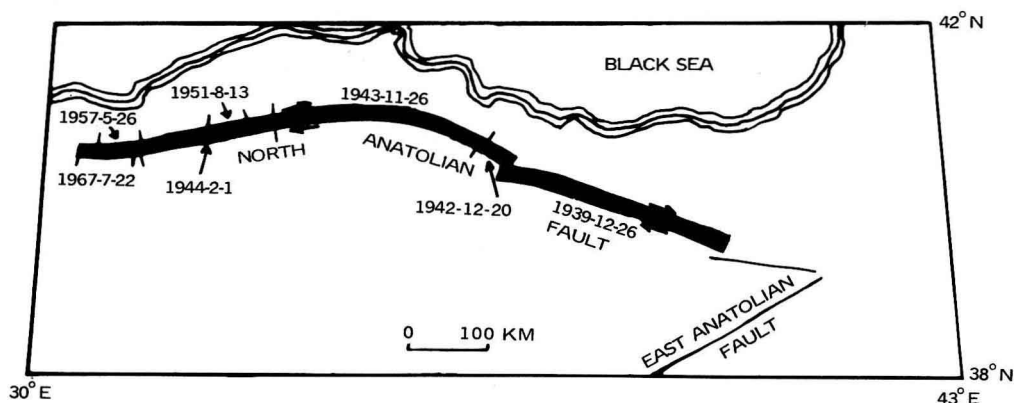 42°N
BLACK SEA
1951-8-13
1943-11-26
1957-5-26
NORTH
ANATOLIAN
1967-7-22
1944-2-1
1942-12-20
1939-12-26
FAULT
0 100 KM
EAST ANATOLIAN
FAULT
38°N
30°E
43°E